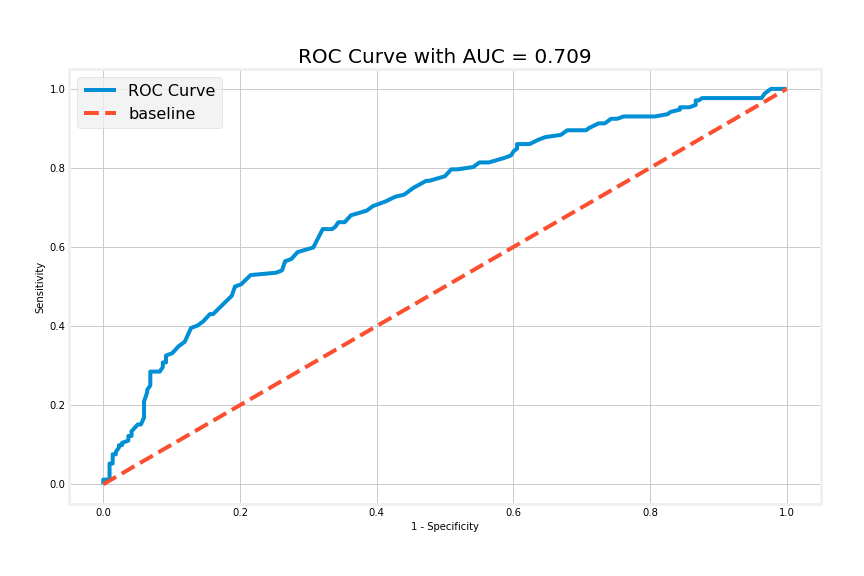 ROC Curve with AUC = 0.709
ROC Curve
baseline
1.0
0.8
0.6
0.4
0.2
0.0
Sensitivity
0.0 0.2 0.4 0.6 0.8 1.0
1 - Specificity